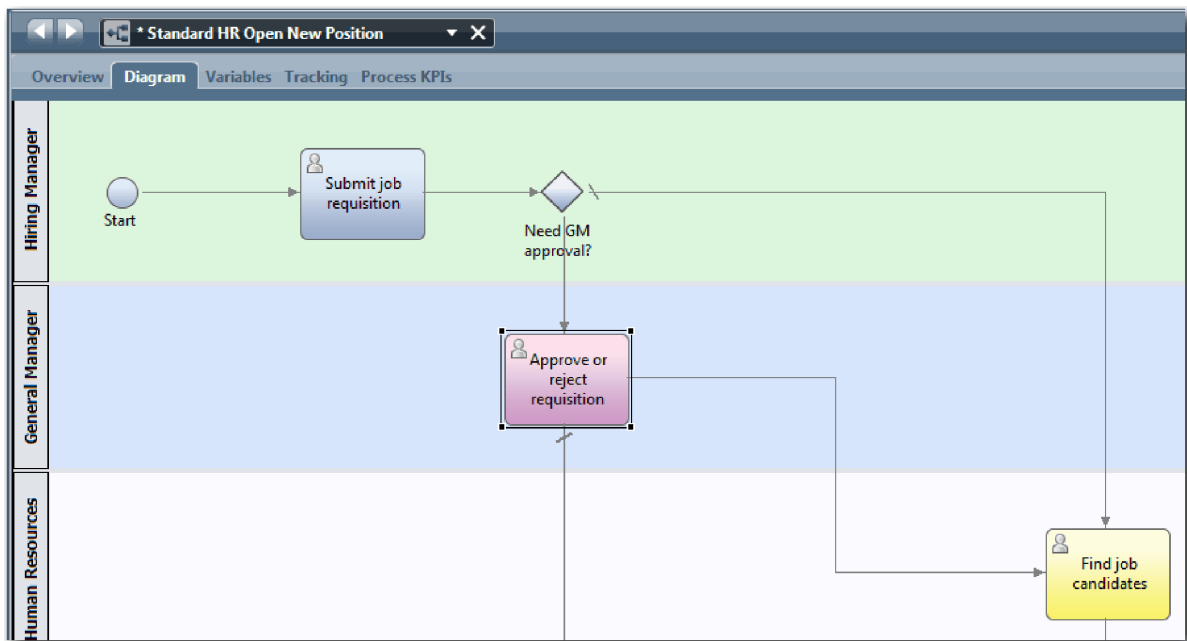 * Standard HR Open New Position
Overview
Diagram
Variables
Tracking
Process KPIs
Hiring Manager
Start
Submit job
requisition
Need GM
approval?
General Manager
Approve or
reject
requisition
Human Resources
Find job
candidates